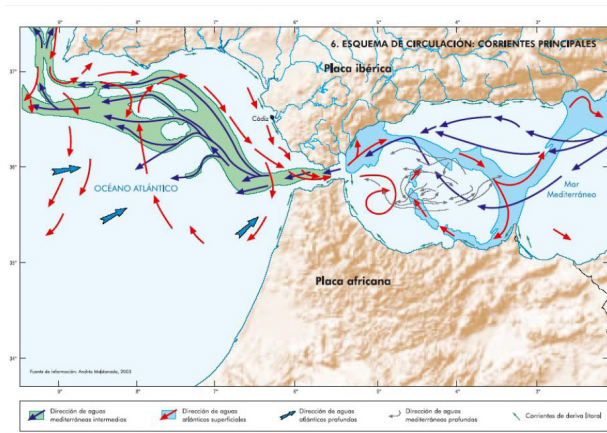 6. ESQUEMA DE CIRCULACIÓN: CORRIENTES PRINCIPALES
Placa ibérica
Cádiz
OCÉANO ATLÁNTICO
Mar
Mediterráneo
Placa africana
Fuente de información: Andrés Maldonado, 2003
Dirección de aguas
mediterráneas intermedias
Dirección de aguas
atlánticas superficiales
Dirección de aguas
atlánticas profundas
Dirección de aguas
mediterráneas profundas
Corrientes de deriva litoral